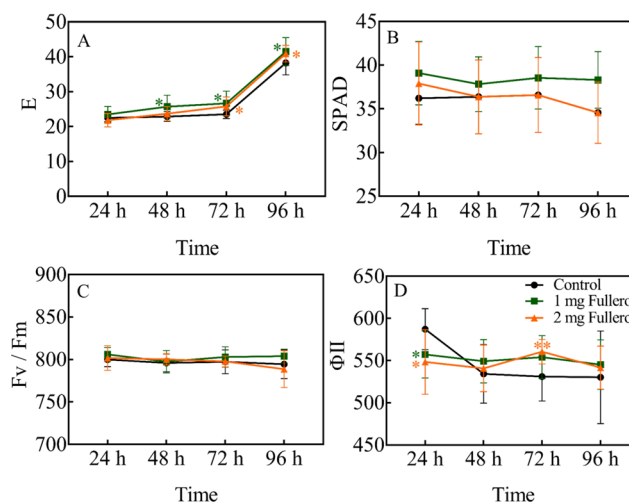 A
E
50
40
30
20
10
0
24 h 48 h 72 h 96 h
Time
*
*
*
*
*
B
SPAD
45
40
35
30
25
24 h 48 h 72 h 96 h
Time
C
Fv / Fm
900
850
800
750
700
24 h 48 h 72 h 96 h
Time
D
ΦII
650
600
550
500
450
24 h 48 h 72 h 96 h
Time
Control
1 mg Fullero
2 mg Fullero
*
*
**